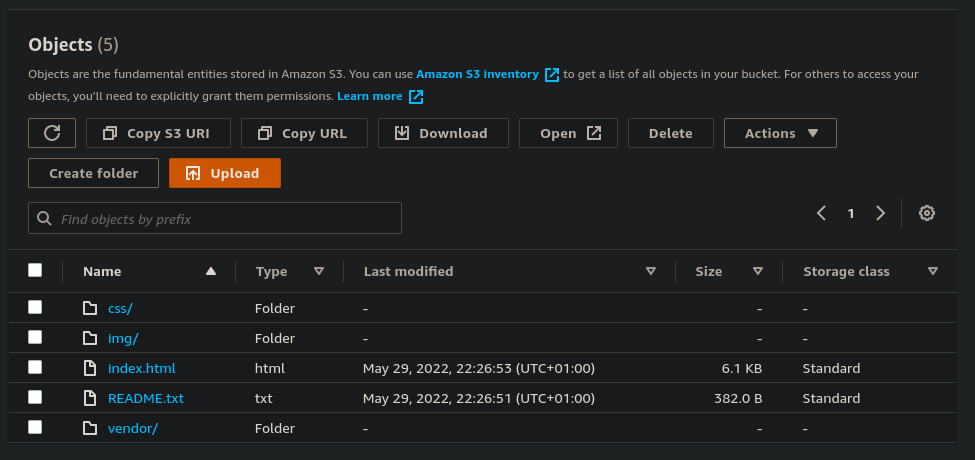 Objects (5)
Objects are the fundamental entities stored in Amazon S3. You can use Amazon S3 inventory to get a list of all objects in your bucket. For others to access your
objects, you'll need to explicitly grant them permissions. Learn more
Copy S3 URI Copy URL Download Open Delete Actions
Create folder Upload
Find objects by prefix 1
Name Type Last modified Size Storage class
css/ Folder - - -
img/ Folder - - -
index.html html May 29, 2022, 22:26:53 (UTC+01:00) 6.1 KB Standard
README.txt txt May 29, 2022, 22:26:51 (UTC+01:00) 382.0 B Standard
vendor/ Folder - - -